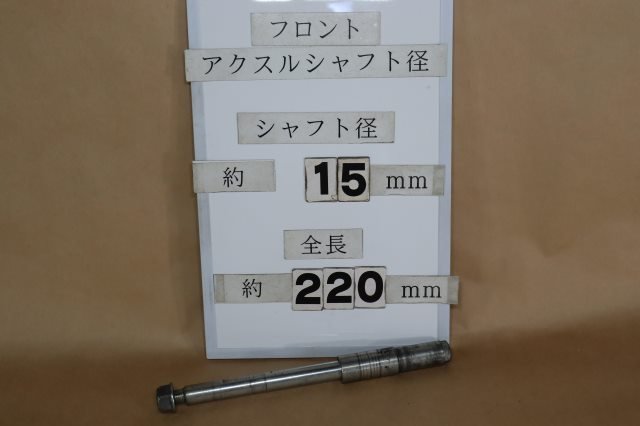 フロント
アクスルシャフト径
シャフト径
約 15 mm
全長
約 220 mm